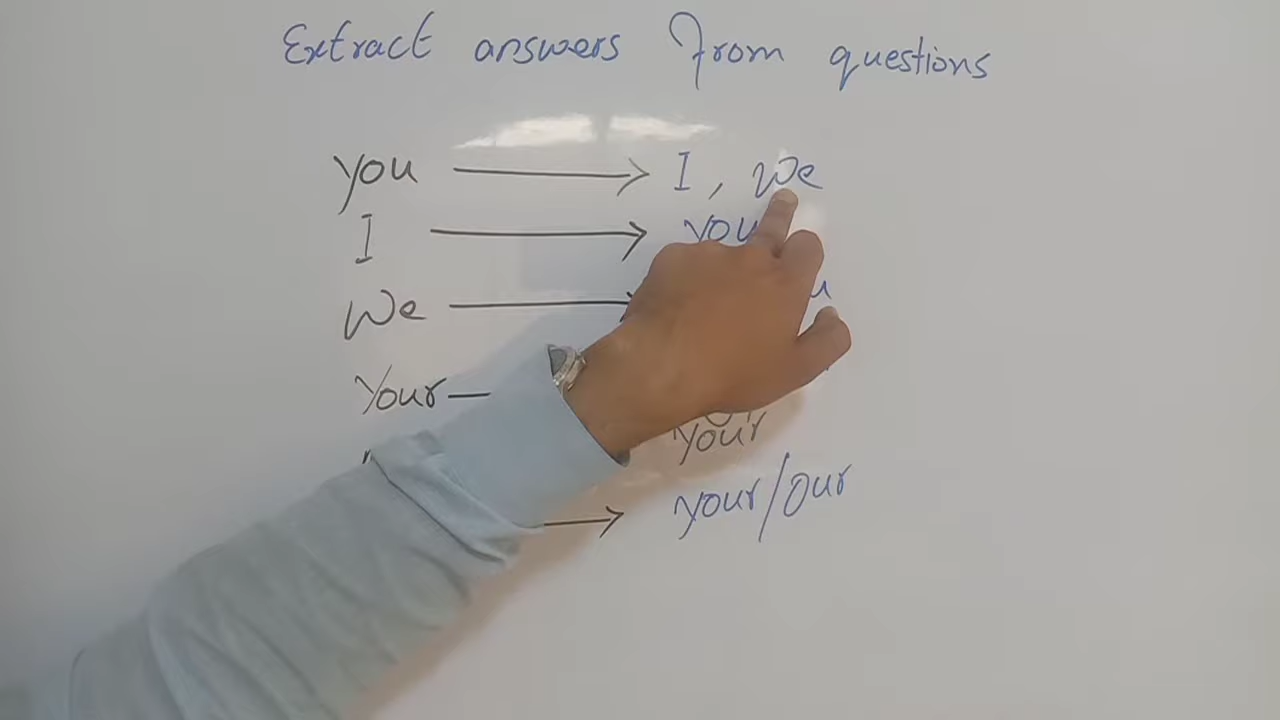 Extract answers from questions
you → I, we
I → you
We
Your —
your
→ your/our